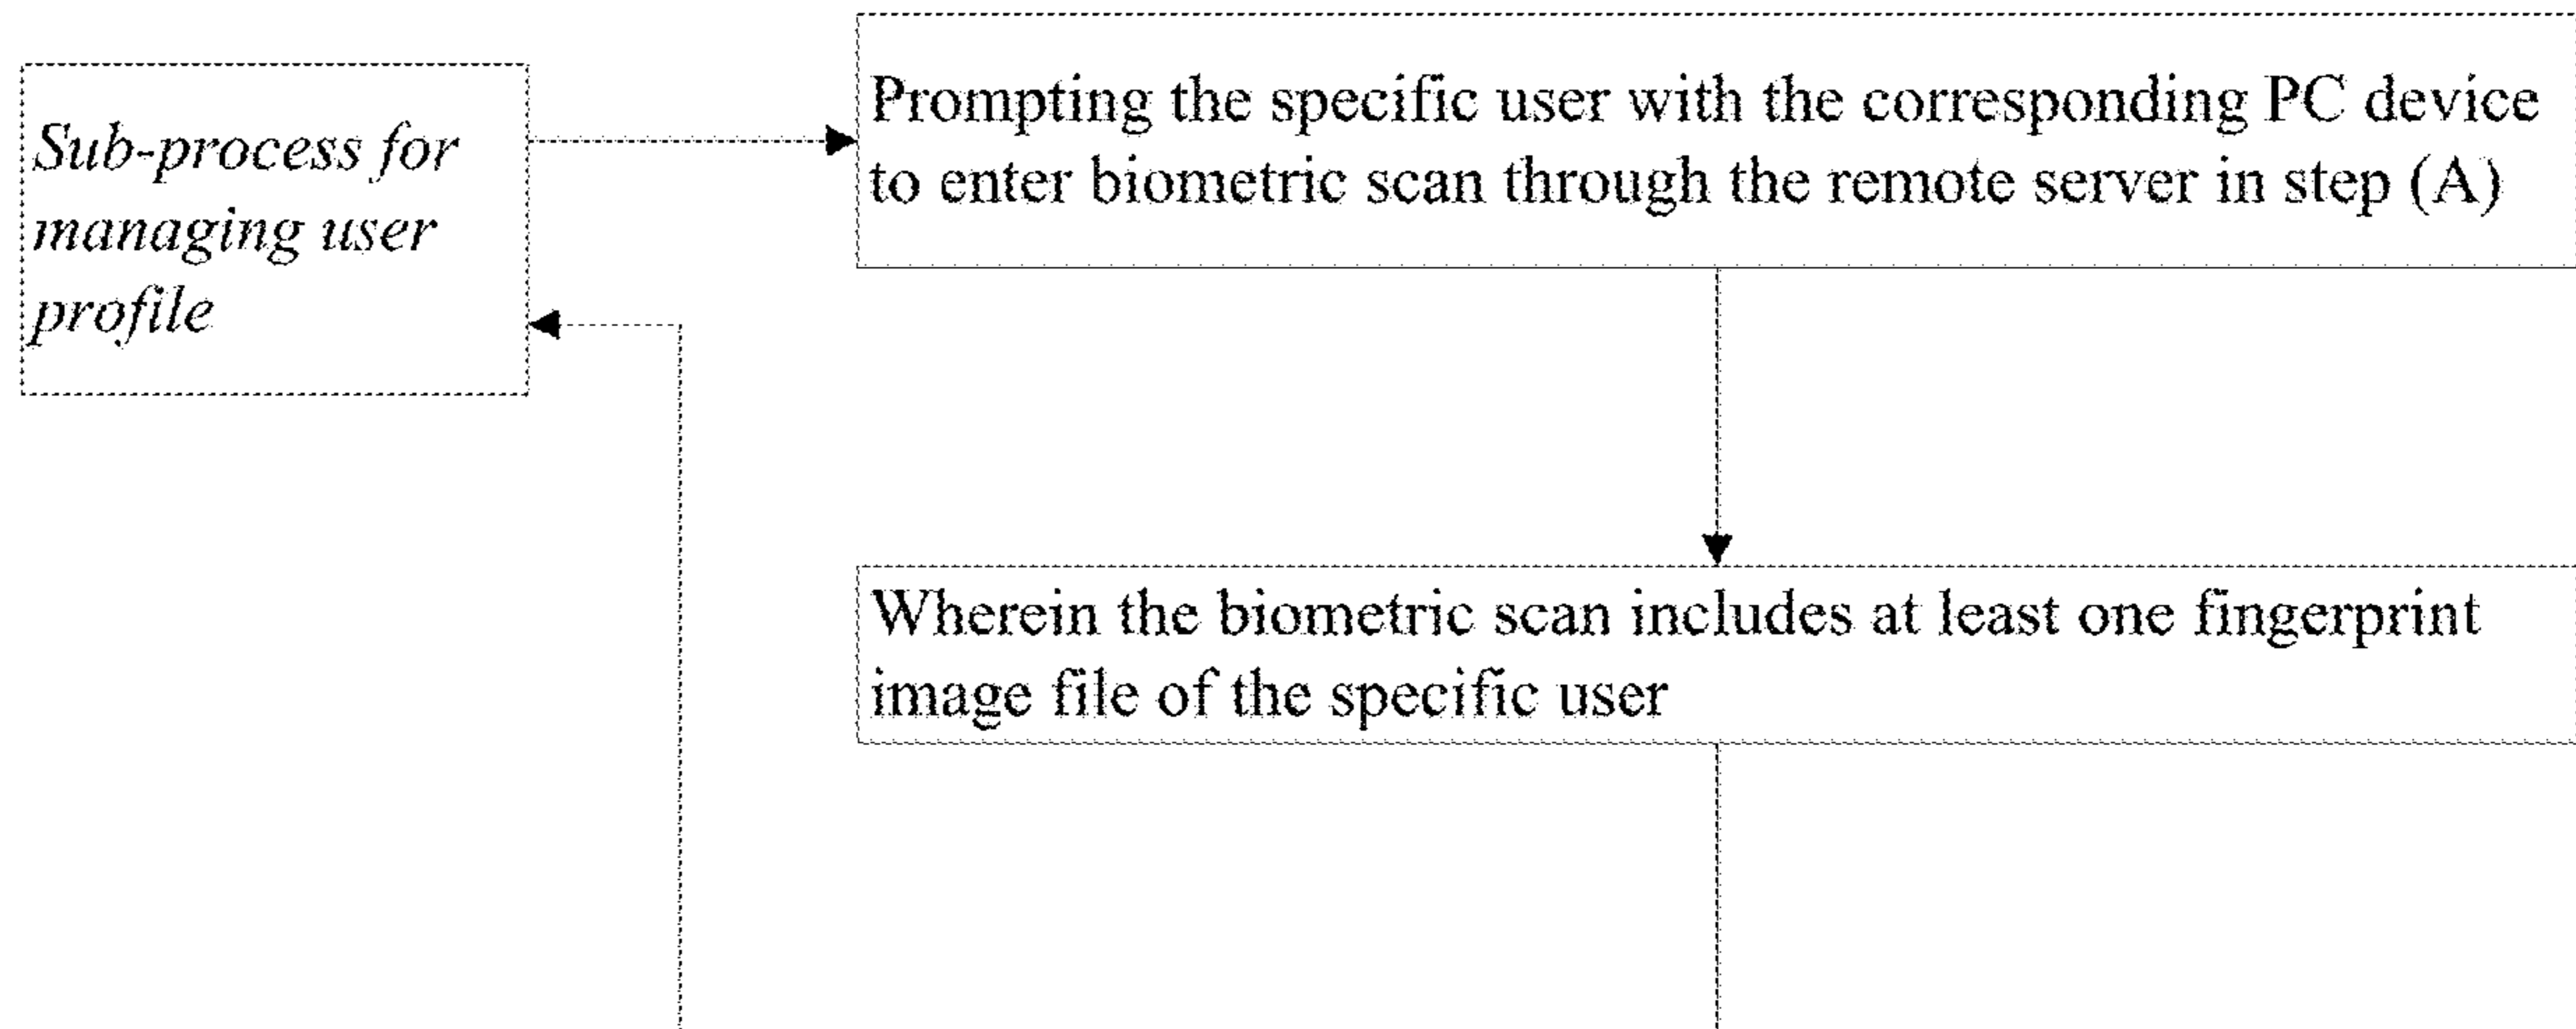 Sub-process for
managing user
profile
Prompting the specific user with the corresponding PC device
to enter biometric scan through the remote server in step (A)
Wherein the biometric scan includes at least one fingerprint
image file of the specific user